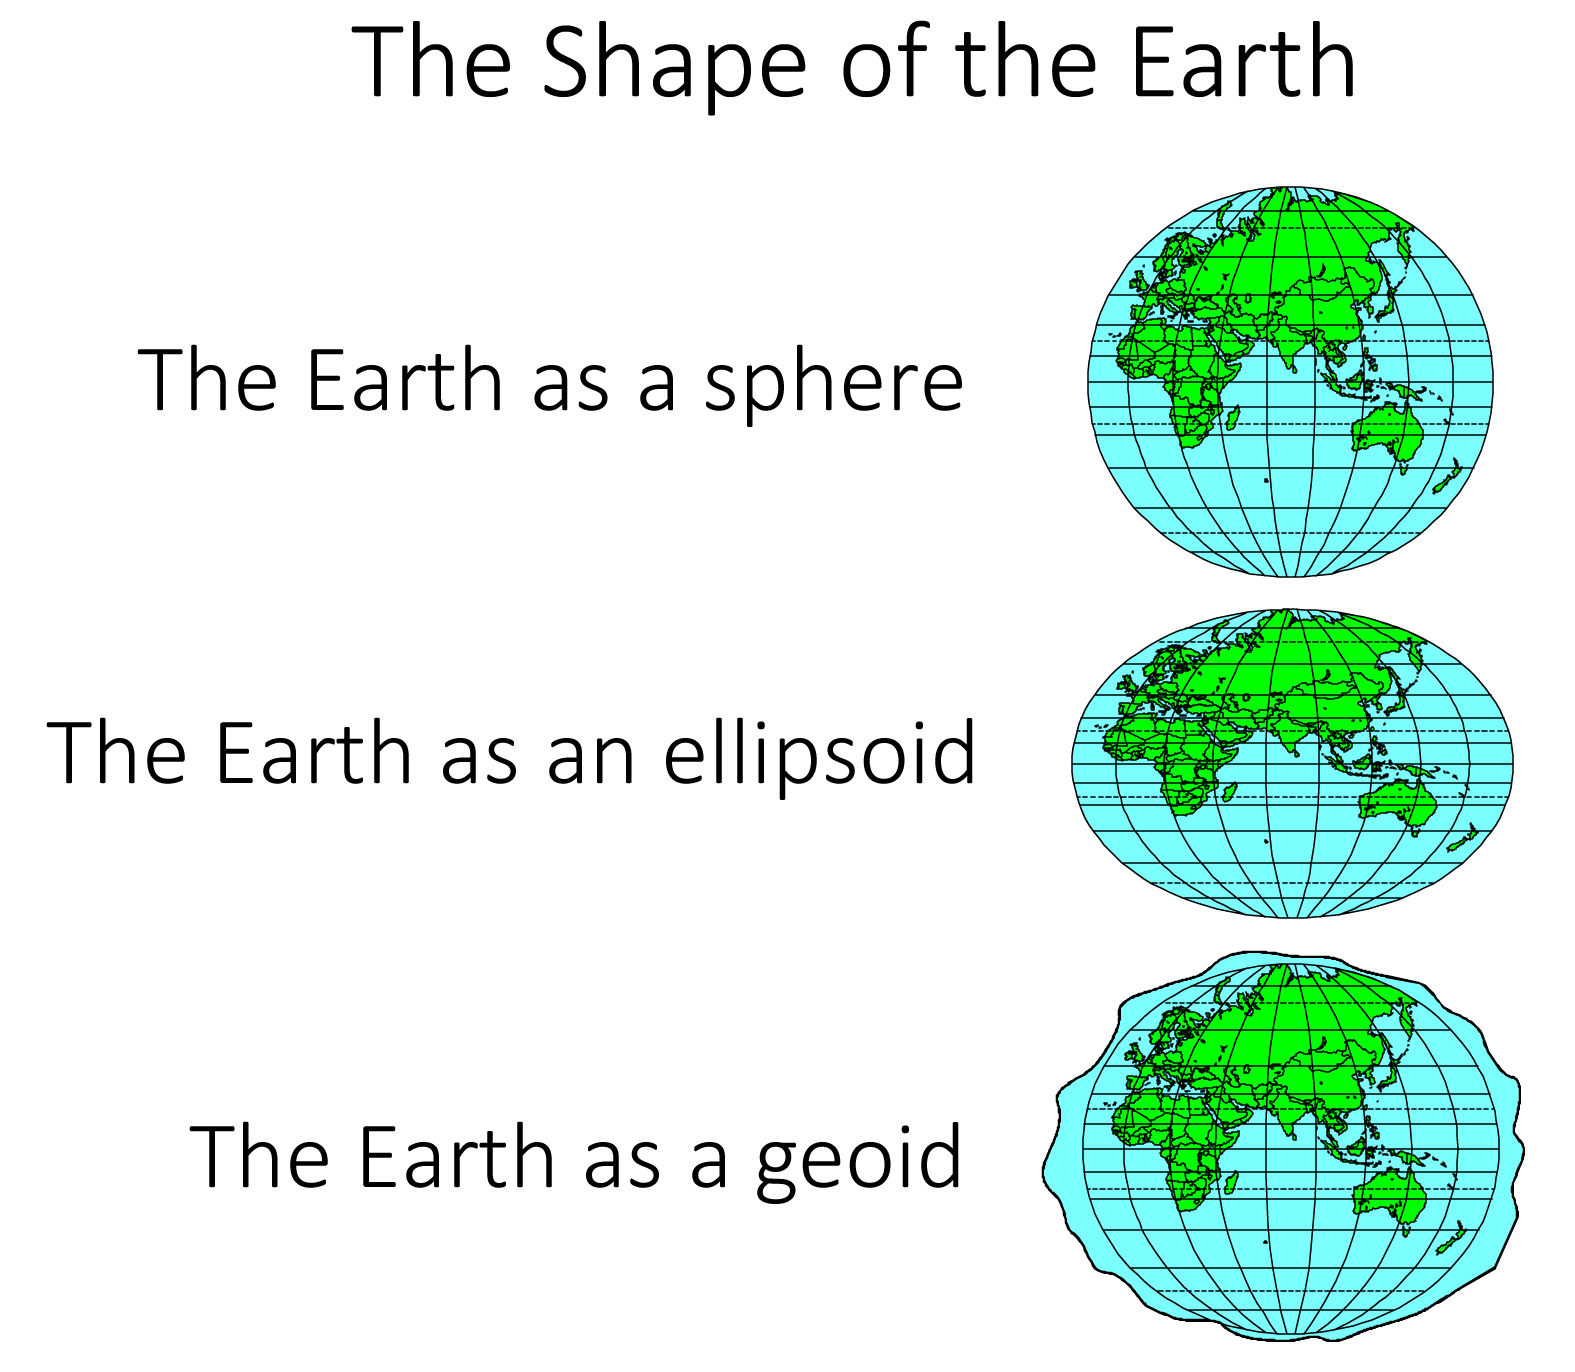 The Shape of the Earth
The Earth as a sphere
The Earth as an ellipsoid
The Earth as a geoid